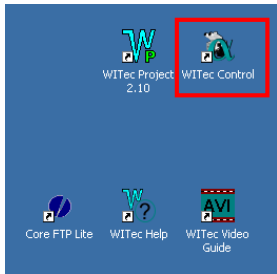 WITec Project
2.10
WITec Control
Core FTP Lite
WITec Help
AVI
WITec Video
Guide